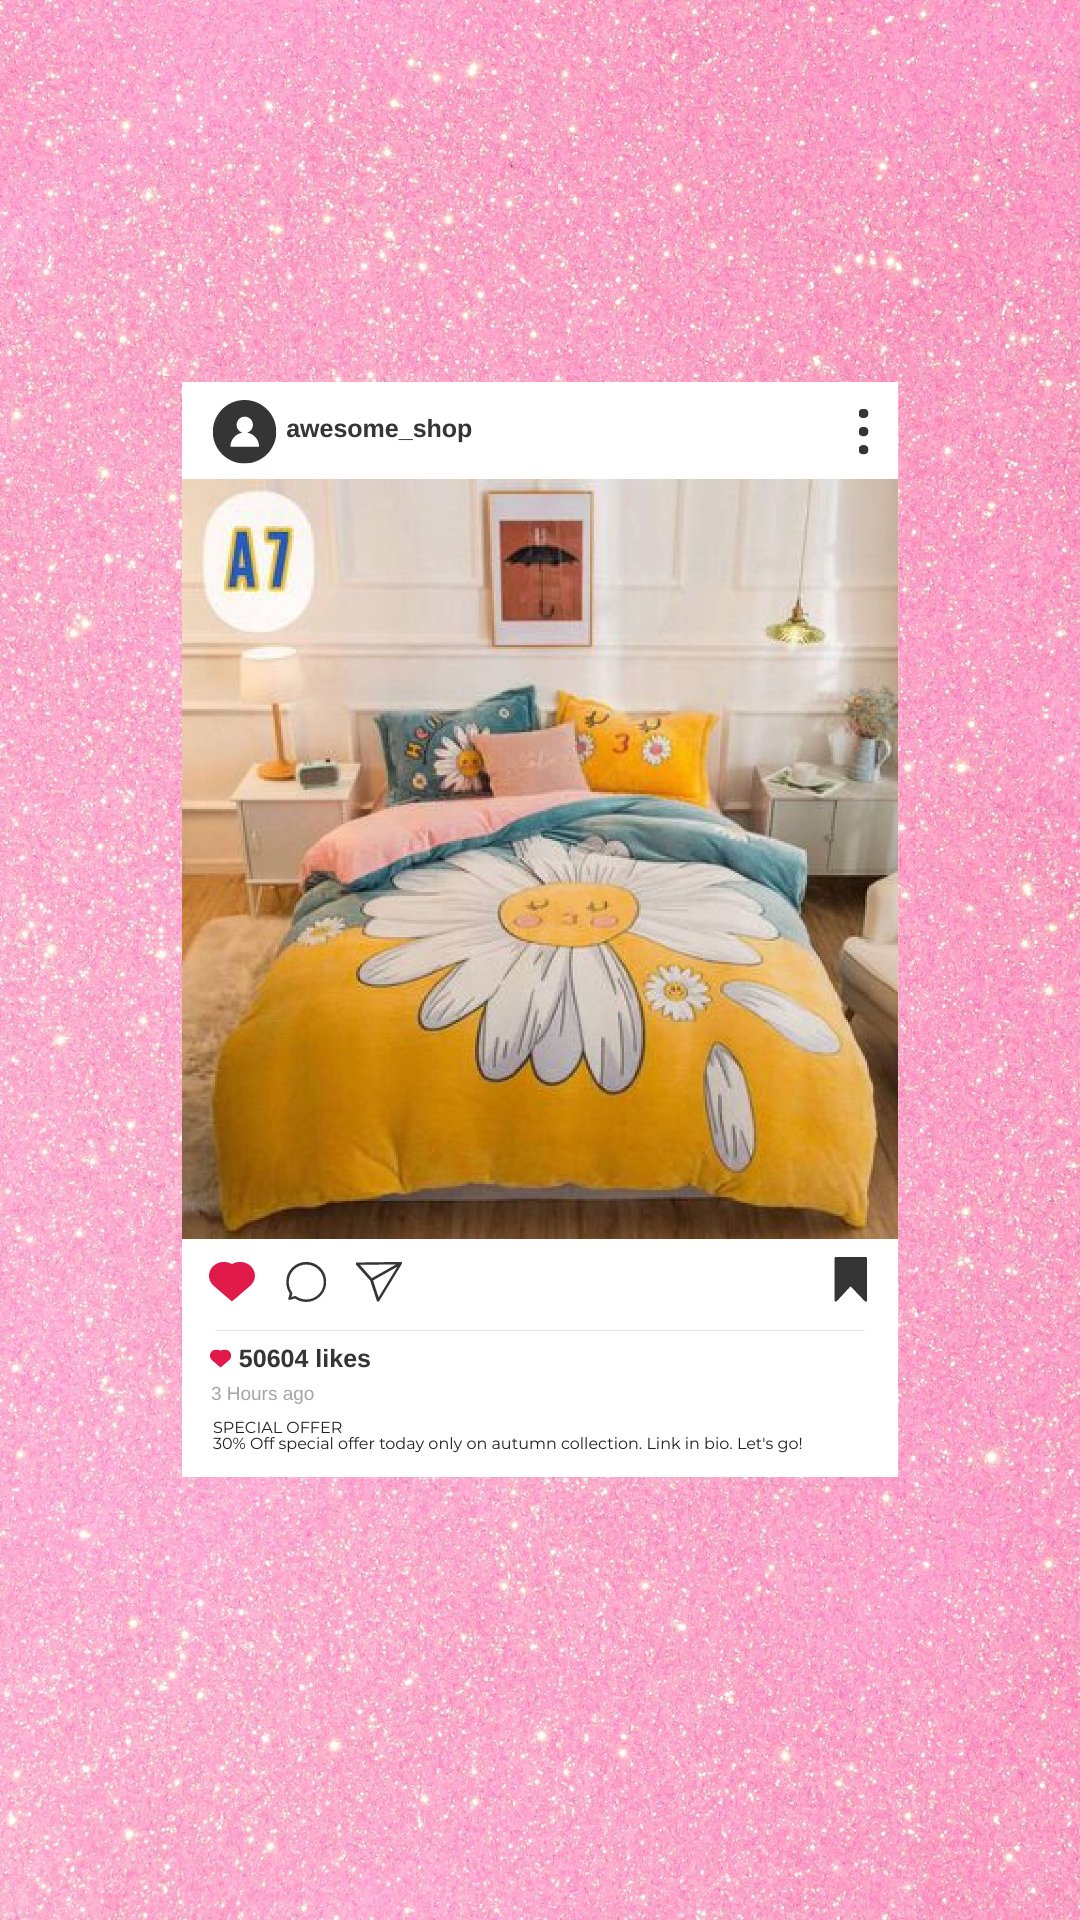 awesome_shop
A7
3
50604 likes
3 Hours ago
SPECIAL OFFER
30% Off special offer today only on autumn collection. Link in bio. Let's go!